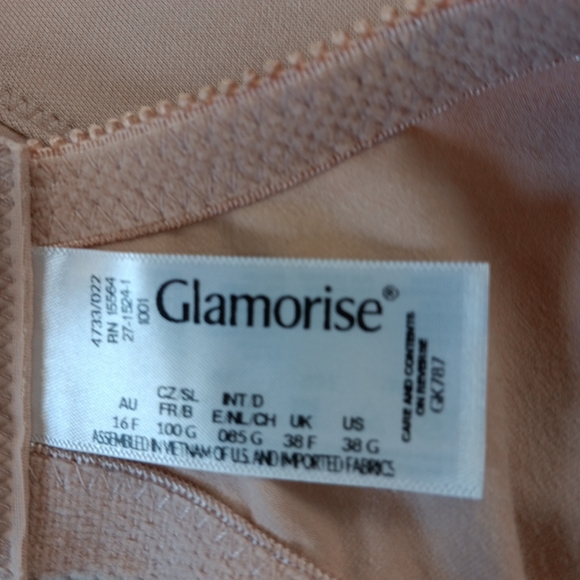 4733/D22
RN 15564
27-1524-1
1001
Glamorise®
CARE AND CONTENTS
ON REVERSE
GK787
AU CZ/SL FR/B INT/D E/NL/CH UK US
16 F 100 G 085 G 38 F 38 G
ASSEMBLED IN VIETNAM OF U.S. AND IMPORTED FABRICS